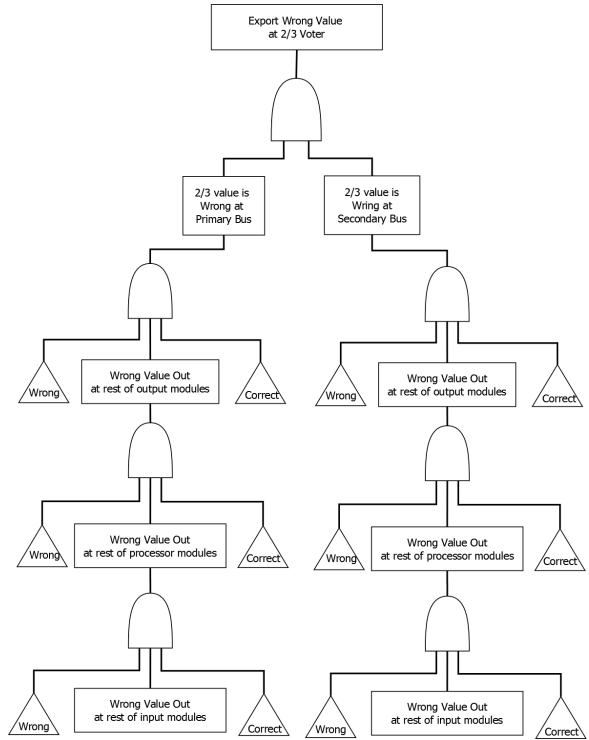 Export Wrong Value
at 2/3 Voter
2/3 value is
Wrong at
Primary Bus
2/3 value is
Wring at
Secondary Bus
Wrong
Wrong Value Out
at rest of output modules
Correct
Wrong
Wrong Value Out
at rest of output modules
Correct
Wrong
Wrong Value Out
at rest of processor modules
Correct
Wrong
Wrong Value Out
at rest of processor modules
Correct
Wrong
Wrong Value Out
at rest of input modules
Correct
Wrong
Wrong Value Out
at rest of input modules
Correct